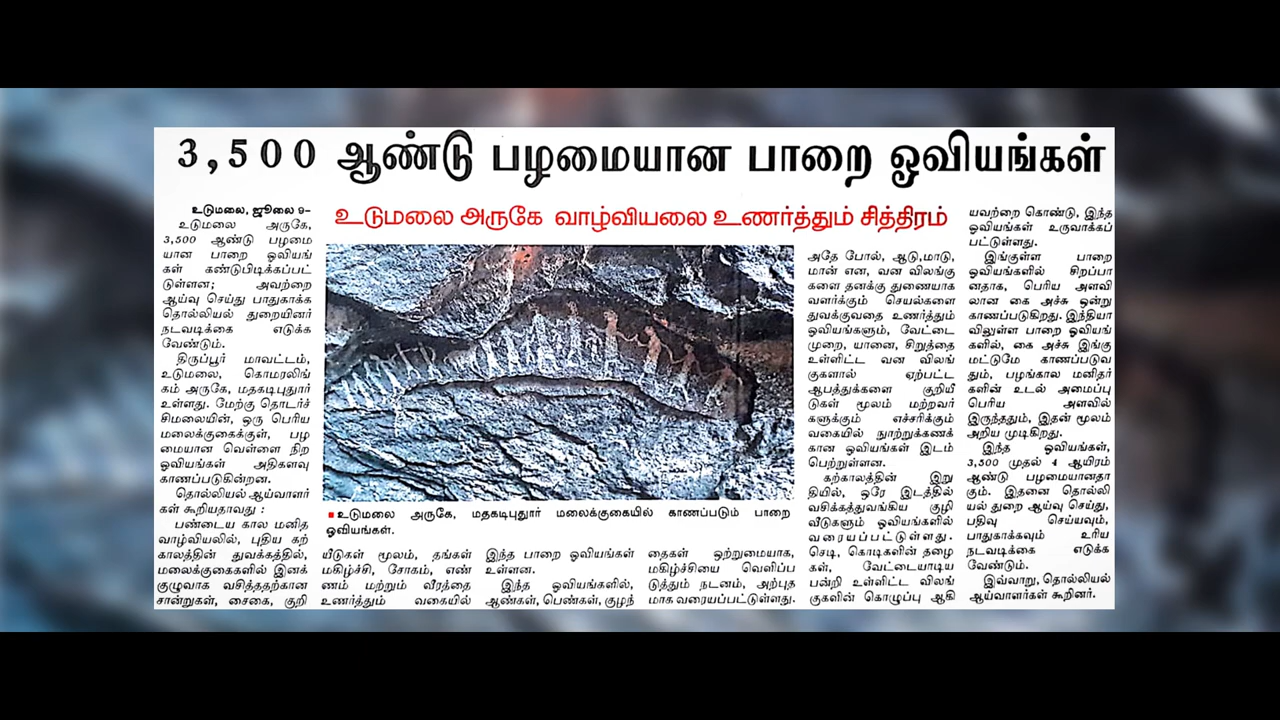 3,500 ஆண்டு பழமையான பாறை ஓவியங்கள்
உடுமலை அருகே வாழ்வியலை உணர்த்தும் சித்திரம்
உடுமலை, ஜூலை 9–
உடுமலை அருகே,
3,500 ஆண்டு பழமை
யான பாறை ஓவியங்
கள் கண்டுபிடிக்கப்பட்
டுள்ளன; அவற்றை
ஆய்வு செய்து பாதுகாக்க
தொல்லியல் துறையினர்
நடவடிக்கை எடுக்க
வேண்டும்.
திருப்பூர் மாவட்டம்,
உடுமலை, கொமரலிங்
கம் அருகே, மதகடிபுதூர்
உள்ளது. மேற்கு தொடர்ச்
சிமலையின், ஒரு பெரிய
மலைக்குகைக்குள், பழ
மையான வெள்ளை நிற
ஓவியங்கள் அதிகளவு
காணப்படுகின்றன.
தொல்லியல் ஆய்வாளர்
கள் கூறியதாவது :
பண்டைய கால மனித
வாழ்வியலில், புதிய கற்
காலத்தின் துவக்கத்தில்,
மலைக்குகைகளில் இனக்
குழுவாக வசித்ததற்கான
சான்றுகள், சைகை, குறி
■ உடுமலை அருகே, மதகடிபுதூர் மலைக்குகையில் காணப்படும் பாறை
ஓவியங்கள்.
யீடுகள் மூலம், தங்கள்
மகிழ்ச்சி, சோகம், எண்
ணம் மற்றும் வீரத்தை
உணர்த்தும் வகையில்
இந்த பாறை ஓவியங்கள்
உள்ளன.
இந்த ஓவியங்களில்,
ஆண்கள், பெண்கள், குழந்
தைகள் ஒற்றுமையாக,
மகிழ்ச்சியை வெளிப்ப
டுத்தும் நடனம், அற்புத
மாக வரையப்பட்டுள்ளது.
அதே போல், ஆடு,மாடு,
மான் என, வன விலங்கு
களை தனக்கு துணையாக
வளர்க்கும் செயல்களை
துவக்குவதை உணர்த்தும்
ஓவியங்களும், வேட்டை
முறை, யானை, சிறுத்தை
உள்ளிட்ட வன விலங்
குகளால் ஏற்பட்ட
ஆபத்துக்களை குறியீ
டுகள் மூலம் மற்றவர்
களுக்கும் எச்சரிக்கும்
வகையில் நூற்றுக்கணக்
கான ஓவியங்கள் இடம்
பெற்றுள்ளன.
கற்காலத்தின் இறு
தியில், ஒரே இடத்தில்
வசிக்கத்துவங்கிய குழி
வீடுகளும் ஓவியங்களில்
வரையப்பட்டுள்ளது.
செடி, கொடிகளின் தழை
கள், வேட்டையாடிய
பன்றி உள்ளிட்ட விலங்
குகளின் கொழுப்பு ஆகி
யவற்றை கொண்டு, இந்த
ஓவியங்கள் உருவாக்கப்
பட்டுள்ளது.
இங்குள்ள பாறை
ஓவியங்களில் சிறப்பா
னதாக, பெரிய அளவி
லான கை அச்சு ஒன்று
காணப்படுகிறது. இந்தியா
விலுள்ள பாறை ஓவியங்
களில், கை அச்சு இங்கு
மட்டுமே காணப்படுவ
தும், பழங்கால மனிதர்
களின் உடல் அமைப்பு
பெரிய அளவில்
இருந்ததும், இதன் மூலம்
அறிய முடிகிறது.
இந்த ஓவியங்கள்,
3,500 முதல் 4 ஆயிரம்
ஆண்டு பழமையானதா
கும். இதனை தொல்லி
யல் துறை ஆய்வு செய்து,
பதிவு செய்யவும்,
பாதுகாக்கவும் உரிய
நடவடிக்கை எடுக்க
வேண்டும்.
இவ்வாறு, தொல்லியல்
ஆய்வாளர்கள் கூறினர்.